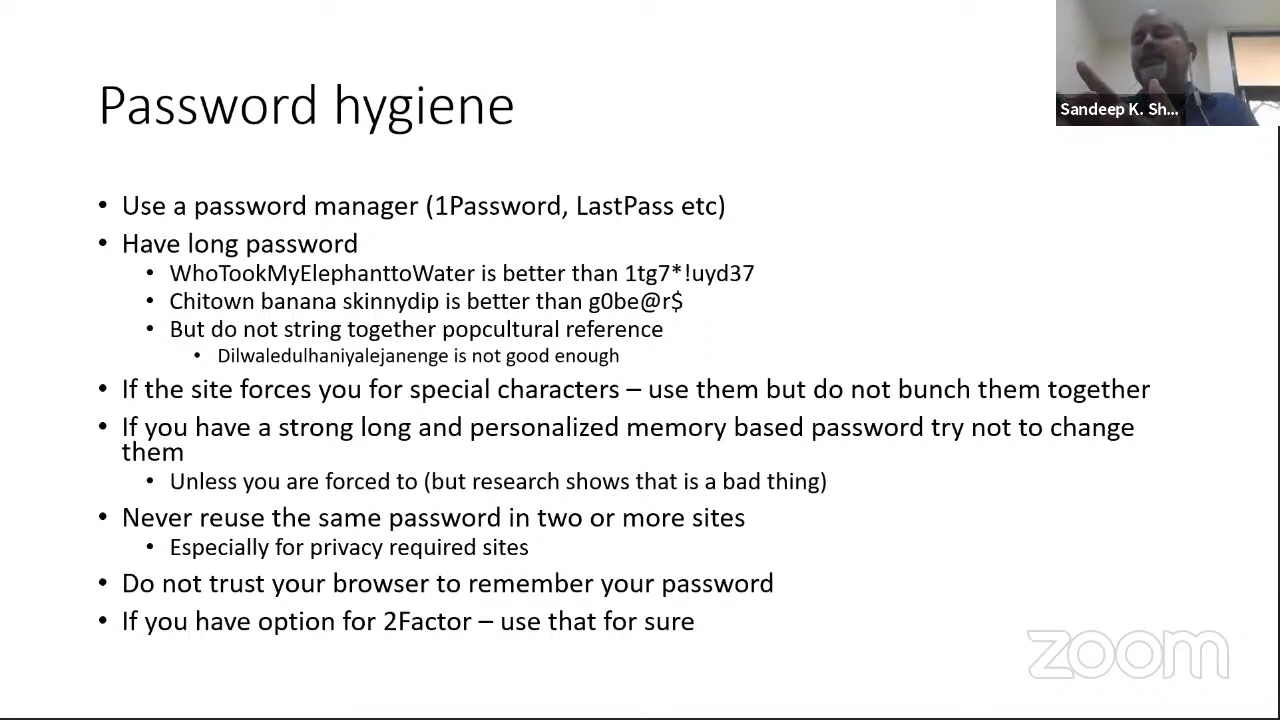 Sandeep K. Sh...
Password hygiene
• Use a password manager (1Password, LastPass etc)
• Have long password
• WhoTookMyElephanttoWater is better than 1tg7*!uyd37
• Chitown banana skinnydip is better than g0be@r$
• But do not string together popcultural reference
• Dilwaledulhaniyalejanenge is not good enough
• If the site forces you for special characters – use them but do not bunch them together
• If you have a strong long and personalized memory based password try not to change
them
• Unless you are forced to (but research shows that is a bad thing)
• Never reuse the same password in two or more sites
• Especially for privacy required sites
• Do not trust your browser to remember your password
• If you have option for 2Factor – use that for sure
zoom